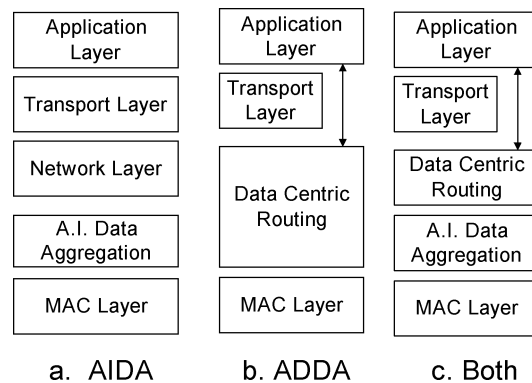 Application
Layer
Transport Layer
Network Layer
A.I. Data
Aggregation
MAC Layer
a. AIDA
Application
Layer
Transport
Layer
Data Centric
Routing
MAC Layer
b. ADDA
Application
Layer
Transport
Layer
Data Centric
Routing
A.I. Data
Aggregation
MAC Layer
c. Both